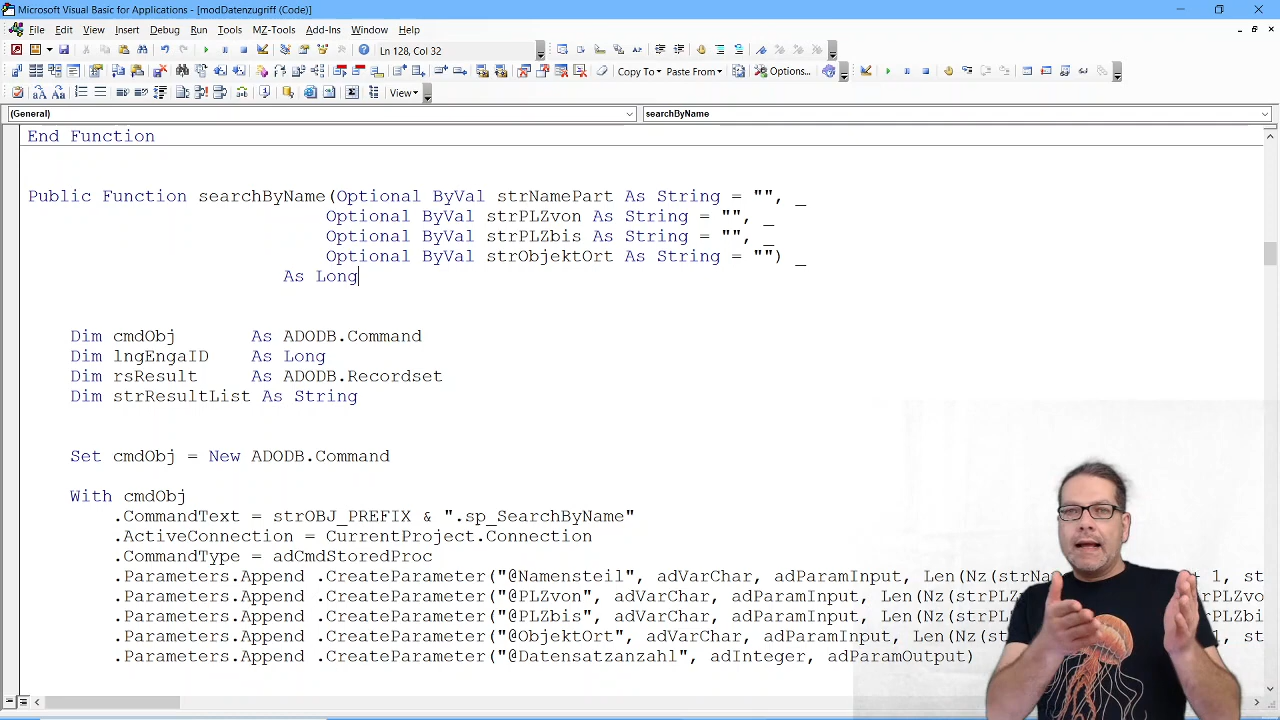 Microsoft Visual Basic for Applications - [modDatenzugriff (Code)]
File Edit View Insert Debug Run Tools MZ-Tools Add-Ins Window Help
Ln 128, Col 32
Copy To Paste From Options...
View
(General) searchByName
End Function
Public Function searchByName(Optional ByVal strNamePart As String = "", _
Optional ByVal strPLZvon As String = "", _
Optional ByVal strPLZbis As String = "", _
Optional ByVal strObjektOrt As String = "") _
As Long
Dim cmdObj As ADODB.Command
Dim lngEngaID As Long
Dim rsResult As ADODB.Recordset
Dim strResultList As String
Set cmdObj = New ADODB.Command
With cmdObj
.CommandText = strOBJ_PREFIX & ".sp_SearchByName"
.ActiveConnection = CurrentProject.Connection
.CommandType = adCmdStoredProc
.Parameters.Append .CreateParameter("@Namensteil", adVarChar, adParamInput, Len(Nz(strNa + 1, st
.Parameters.Append .CreateParameter("@PLZvon", adVarChar, adParamInput, Len(Nz(strPLZ rPLZvo
.Parameters.Append .CreateParameter("@PLZbis", adVarChar, adParamInput, Len(Nz(strPL
.Parameters.Append .CreateParameter("@ObjektOrt", adVarChar, adParamInput, Len(Nz(str 1, st
.Parameters.Append .CreateParameter("@Datensatzanzahl", adInteger, adParamOutput)